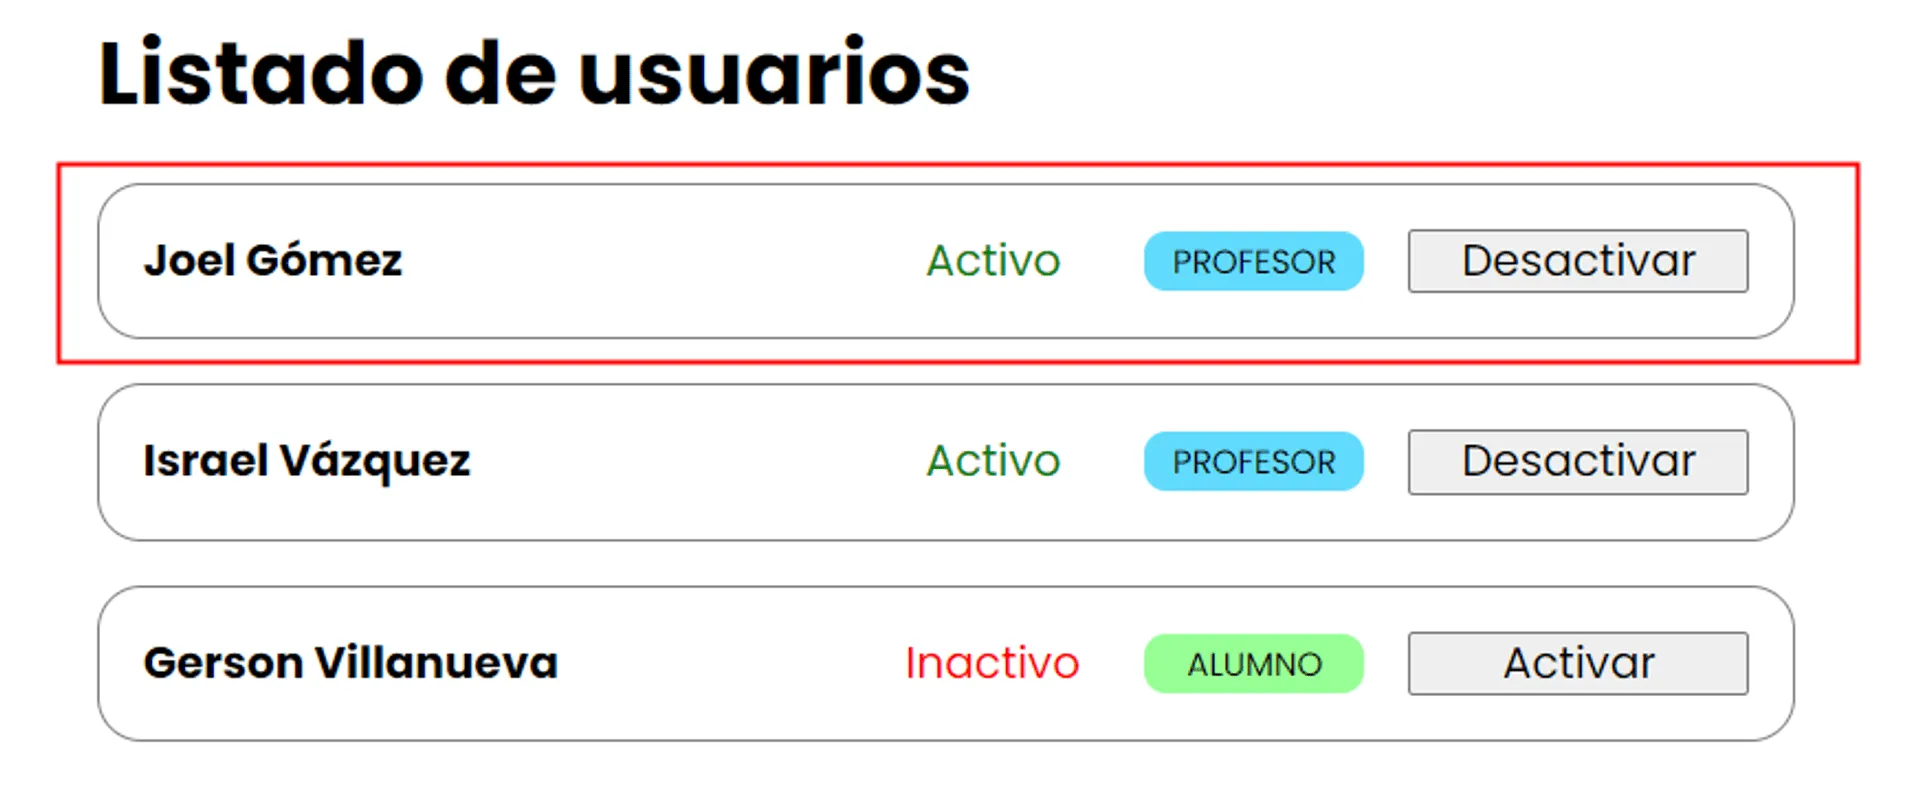 Listado de usuarios
Joel Gómez Activo PROFESOR Desactivar
Israel Vázquez Activo PROFESOR Desactivar
Gerson Villanueva Inactivo ALUMNO Activar